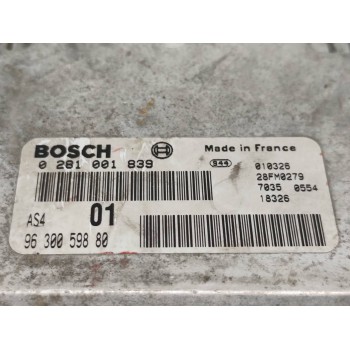 BOSCH
Made in France
0 281 001 839
S44
010326
28FM0279
7035 0554
18326
AS4 01
96 300 598 80